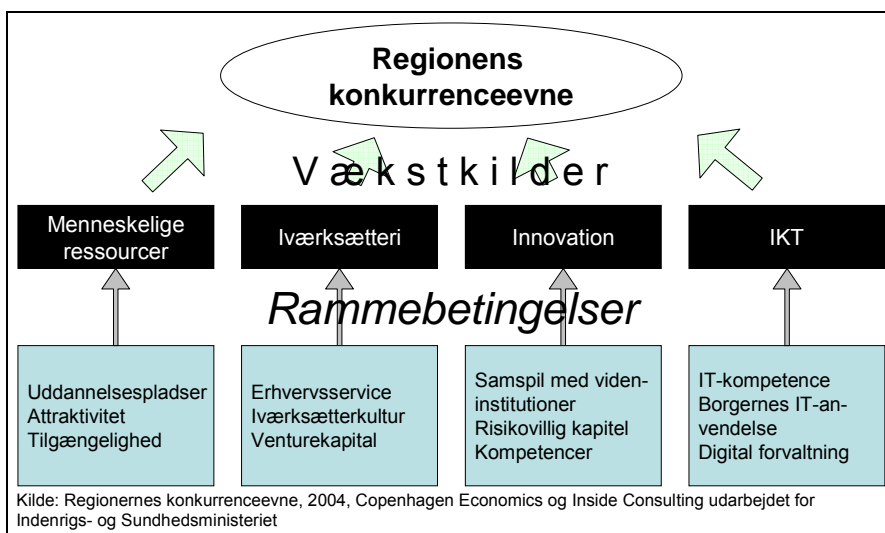 Regionens
konkurrenceevne
Vækstkilder
Menneskelige
ressourcer
Iværksætteri
Innovation
IKT
Rammebetingelser
Uddannelsespladser
Attraktivitet
Tilgængelighed
Erhvervsservice
Iværksætterkultur
Venturekapital
Samspil med viden-
institutioner
Risikovillig kapital
Kompetencer
IT-kompetence
Borgernes IT-an-
vendelse
Digital forvaltning
Kilde: Regionernes konkurrenceevne, 2004, Copenhagen Economics og Inside Consulting udarbejdet for
Indenrigs- og Sundhedsministeriet